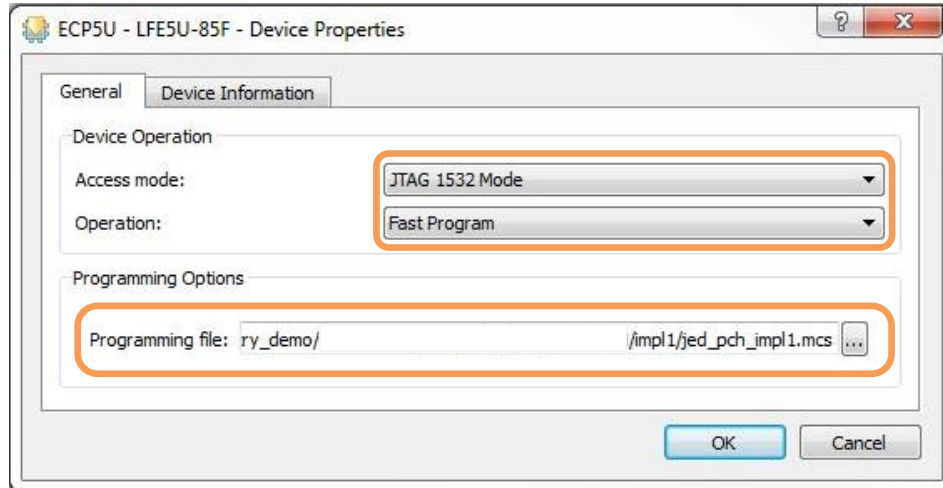 ECP5U - LFE5U-85F - Device Properties
General Device Information
Device Operation
Access mode: JTAG 1532 Mode
Operation: Fast Program
Programming Options
Programming file: ry_demo/ /impl1/jed_pch_impl1.mcs ...
OK Cancel